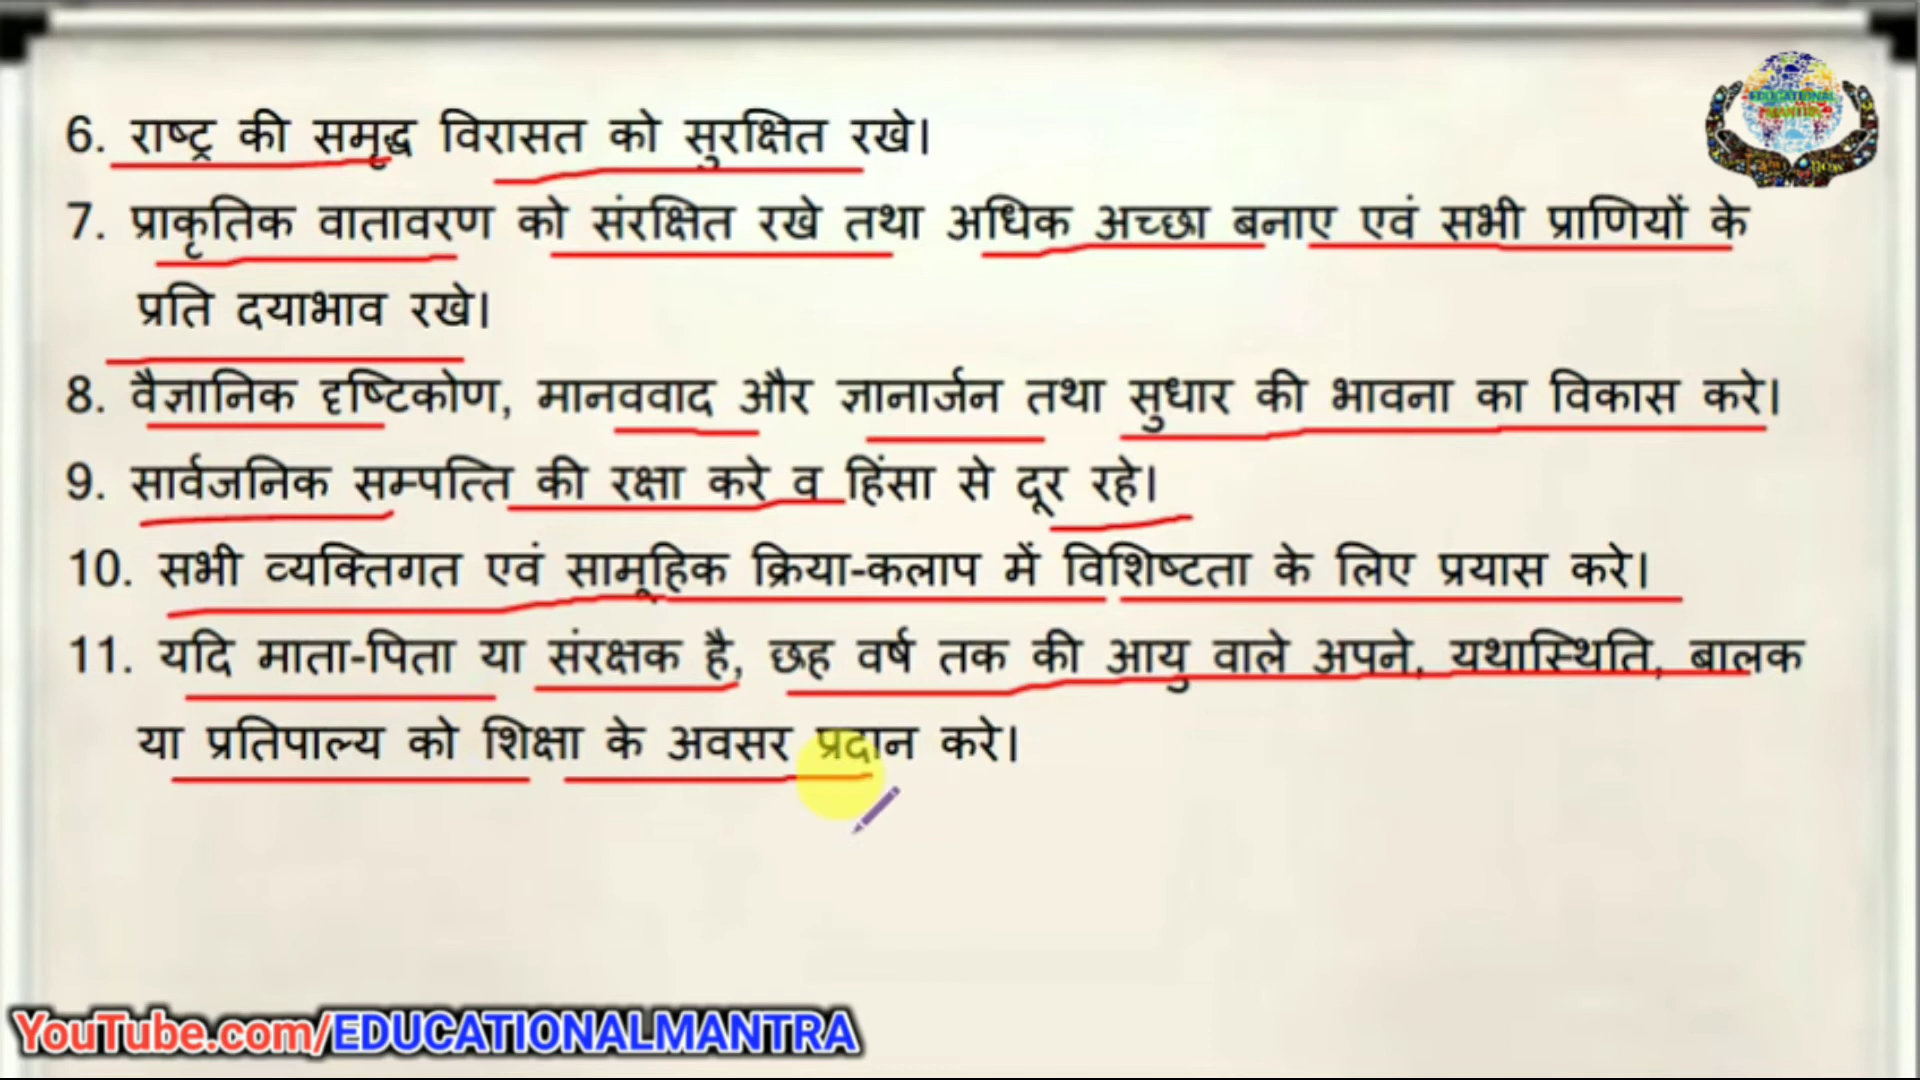 6. राष्ट्र की समृद्ध विरासत को सुरक्षित रखे।
7. प्राकृतिक वातावरण को संरक्षित रखे तथा अधिक अच्छा बनाए एवं सभी प्राणियों के
प्रति दयाभाव रखे।
8. वैज्ञानिक दृष्टिकोण, मानववाद और ज्ञानार्जन तथा सुधार की भावना का विकास करे।
9. सार्वजनिक सम्पत्ति की रक्षा करे व हिंसा से दूर रहे।
10. सभी व्यक्तिगत एवं सामूहिक क्रिया-कलाप में विशिष्टता के लिए प्रयास करे।
11. यदि माता-पिता या संरक्षक है, छह वर्ष तक की आयु वाले अपने, यथास्थिति, बालक
या प्रतिपाल्य को शिक्षा के अवसर प्रदान करे।
EDUCATIONAL
MANTRA
YouTube.com/EDUCATIONALMANTRA